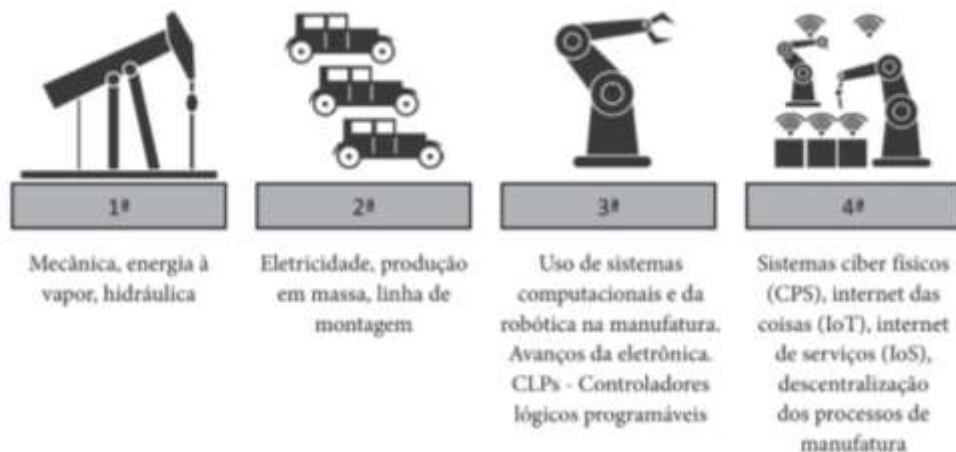 1ª
Mecânica, energia à
vapor, hidráulica
2ª
Eletricidade, produção
em massa, linha de
montagem
3ª
Uso de sistemas
computacionais e da
robótica na manufatura.
Avanços da eletrônica.
CLPs - Controladores
lógicos programáveis
4ª
Sistemas ciber físicos
(CPS), internet das
coisas (IoT), internet
de serviços (IoS),
descentralização
dos processos de
manufatura